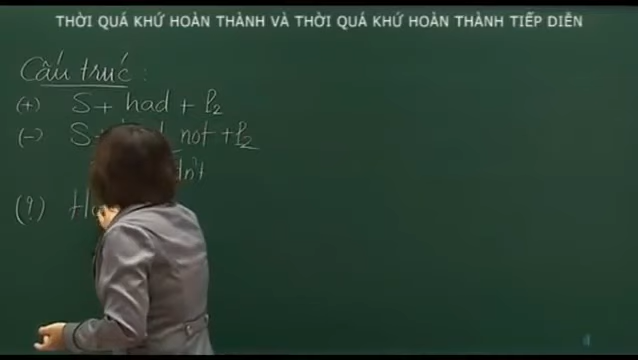 THỜI QUÁ KHỨ HOÀN THÀNH VÀ THỜI QUÁ KHỨ HOÀN THÀNH TIẾP DIỄN
Cấu trúc :
(+) S + had + P2
(-) S + not + P2
(?)